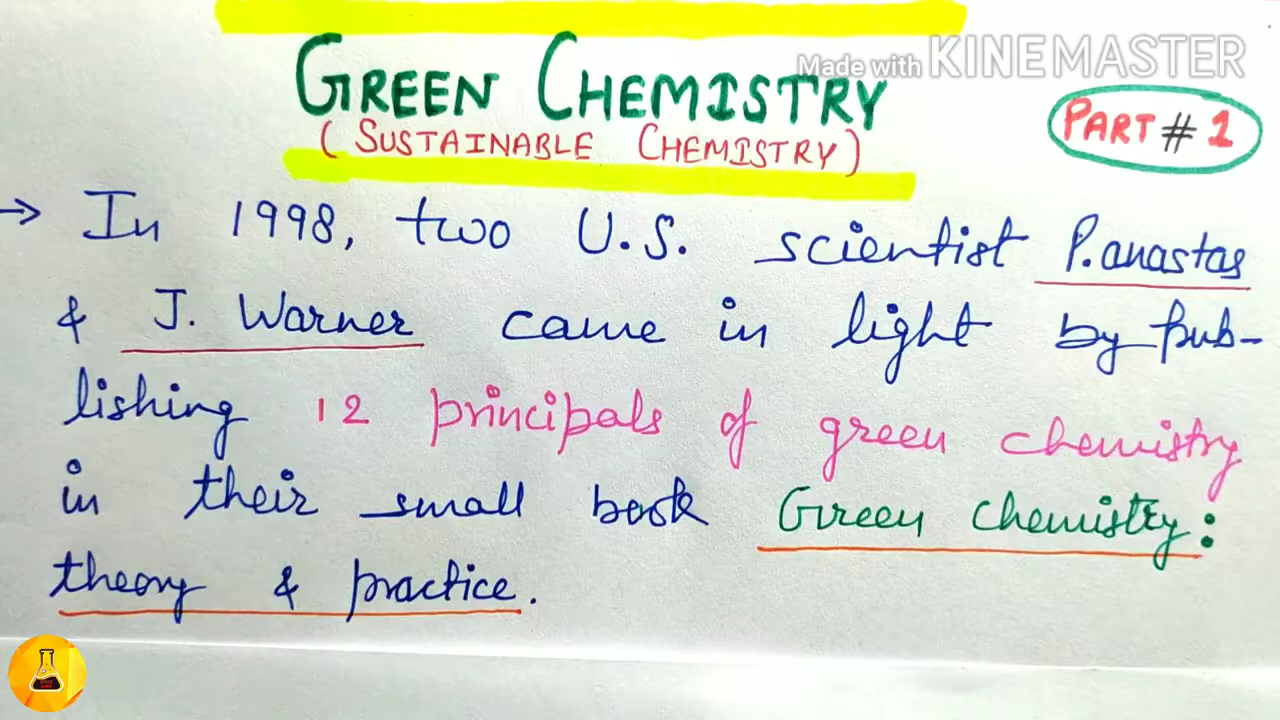 Made with KINEMASTER
GREEN CHEMISTRY
(SUSTAINABLE CHEMISTRY)
PART # 1
→ In 1998, two U.S. scientist P. anastas
& J. Warner came in light by pub-
lishing 12 principals of green chemistry
in their small book Green chemistry:
theory & practice.